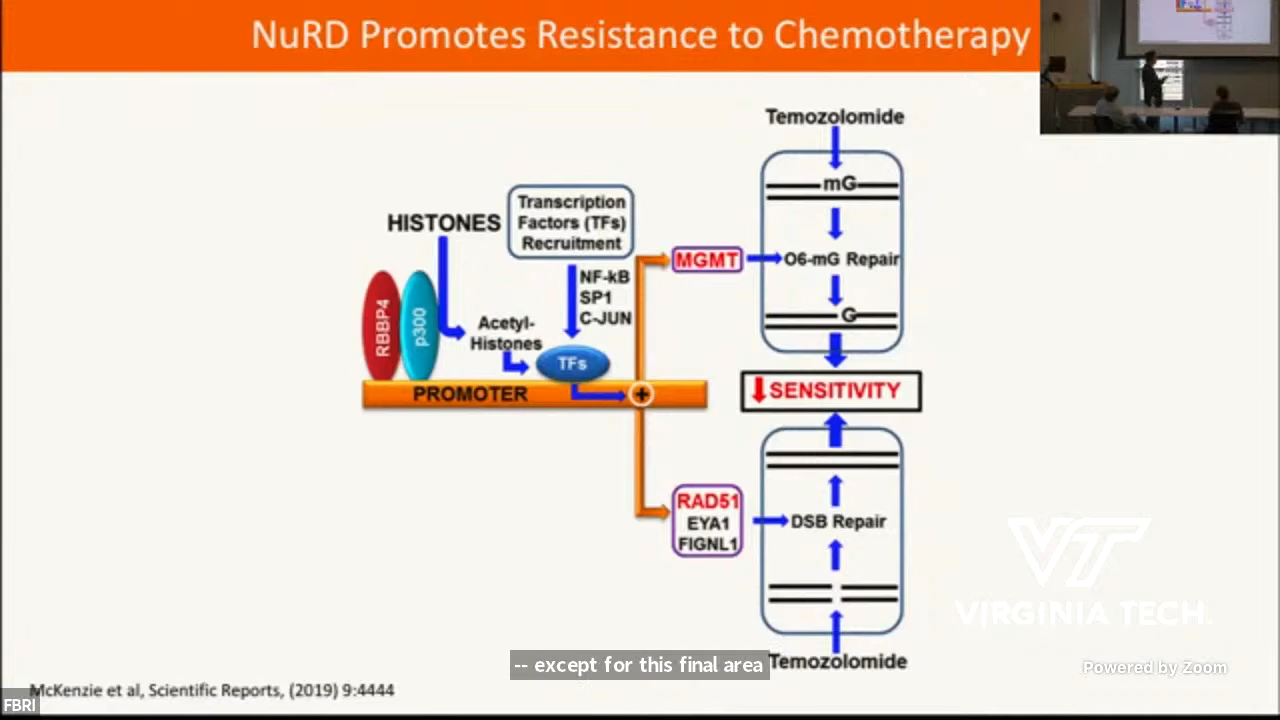 NuRD Promotes Resistance to Chemotherapy
Temozolomide
mG
O6-mG Repair
G
HISTONES
Transcription
Factors (TFs)
Recruitment
NF-kB
SP1
C-JUN
MGMT
RBBP4
p300
Acetyl-
Histones
TFs
PROMOTER
+
SENSITIVITY
RAD51
EYA1
FIGNL1
DSB Repair
Temozolomide
-- except for this final area
McKenzie et al, Scientific Reports, (2019) 9:4444
FBRI
VT
VIRGINIA TECH.
Powered by Zoom